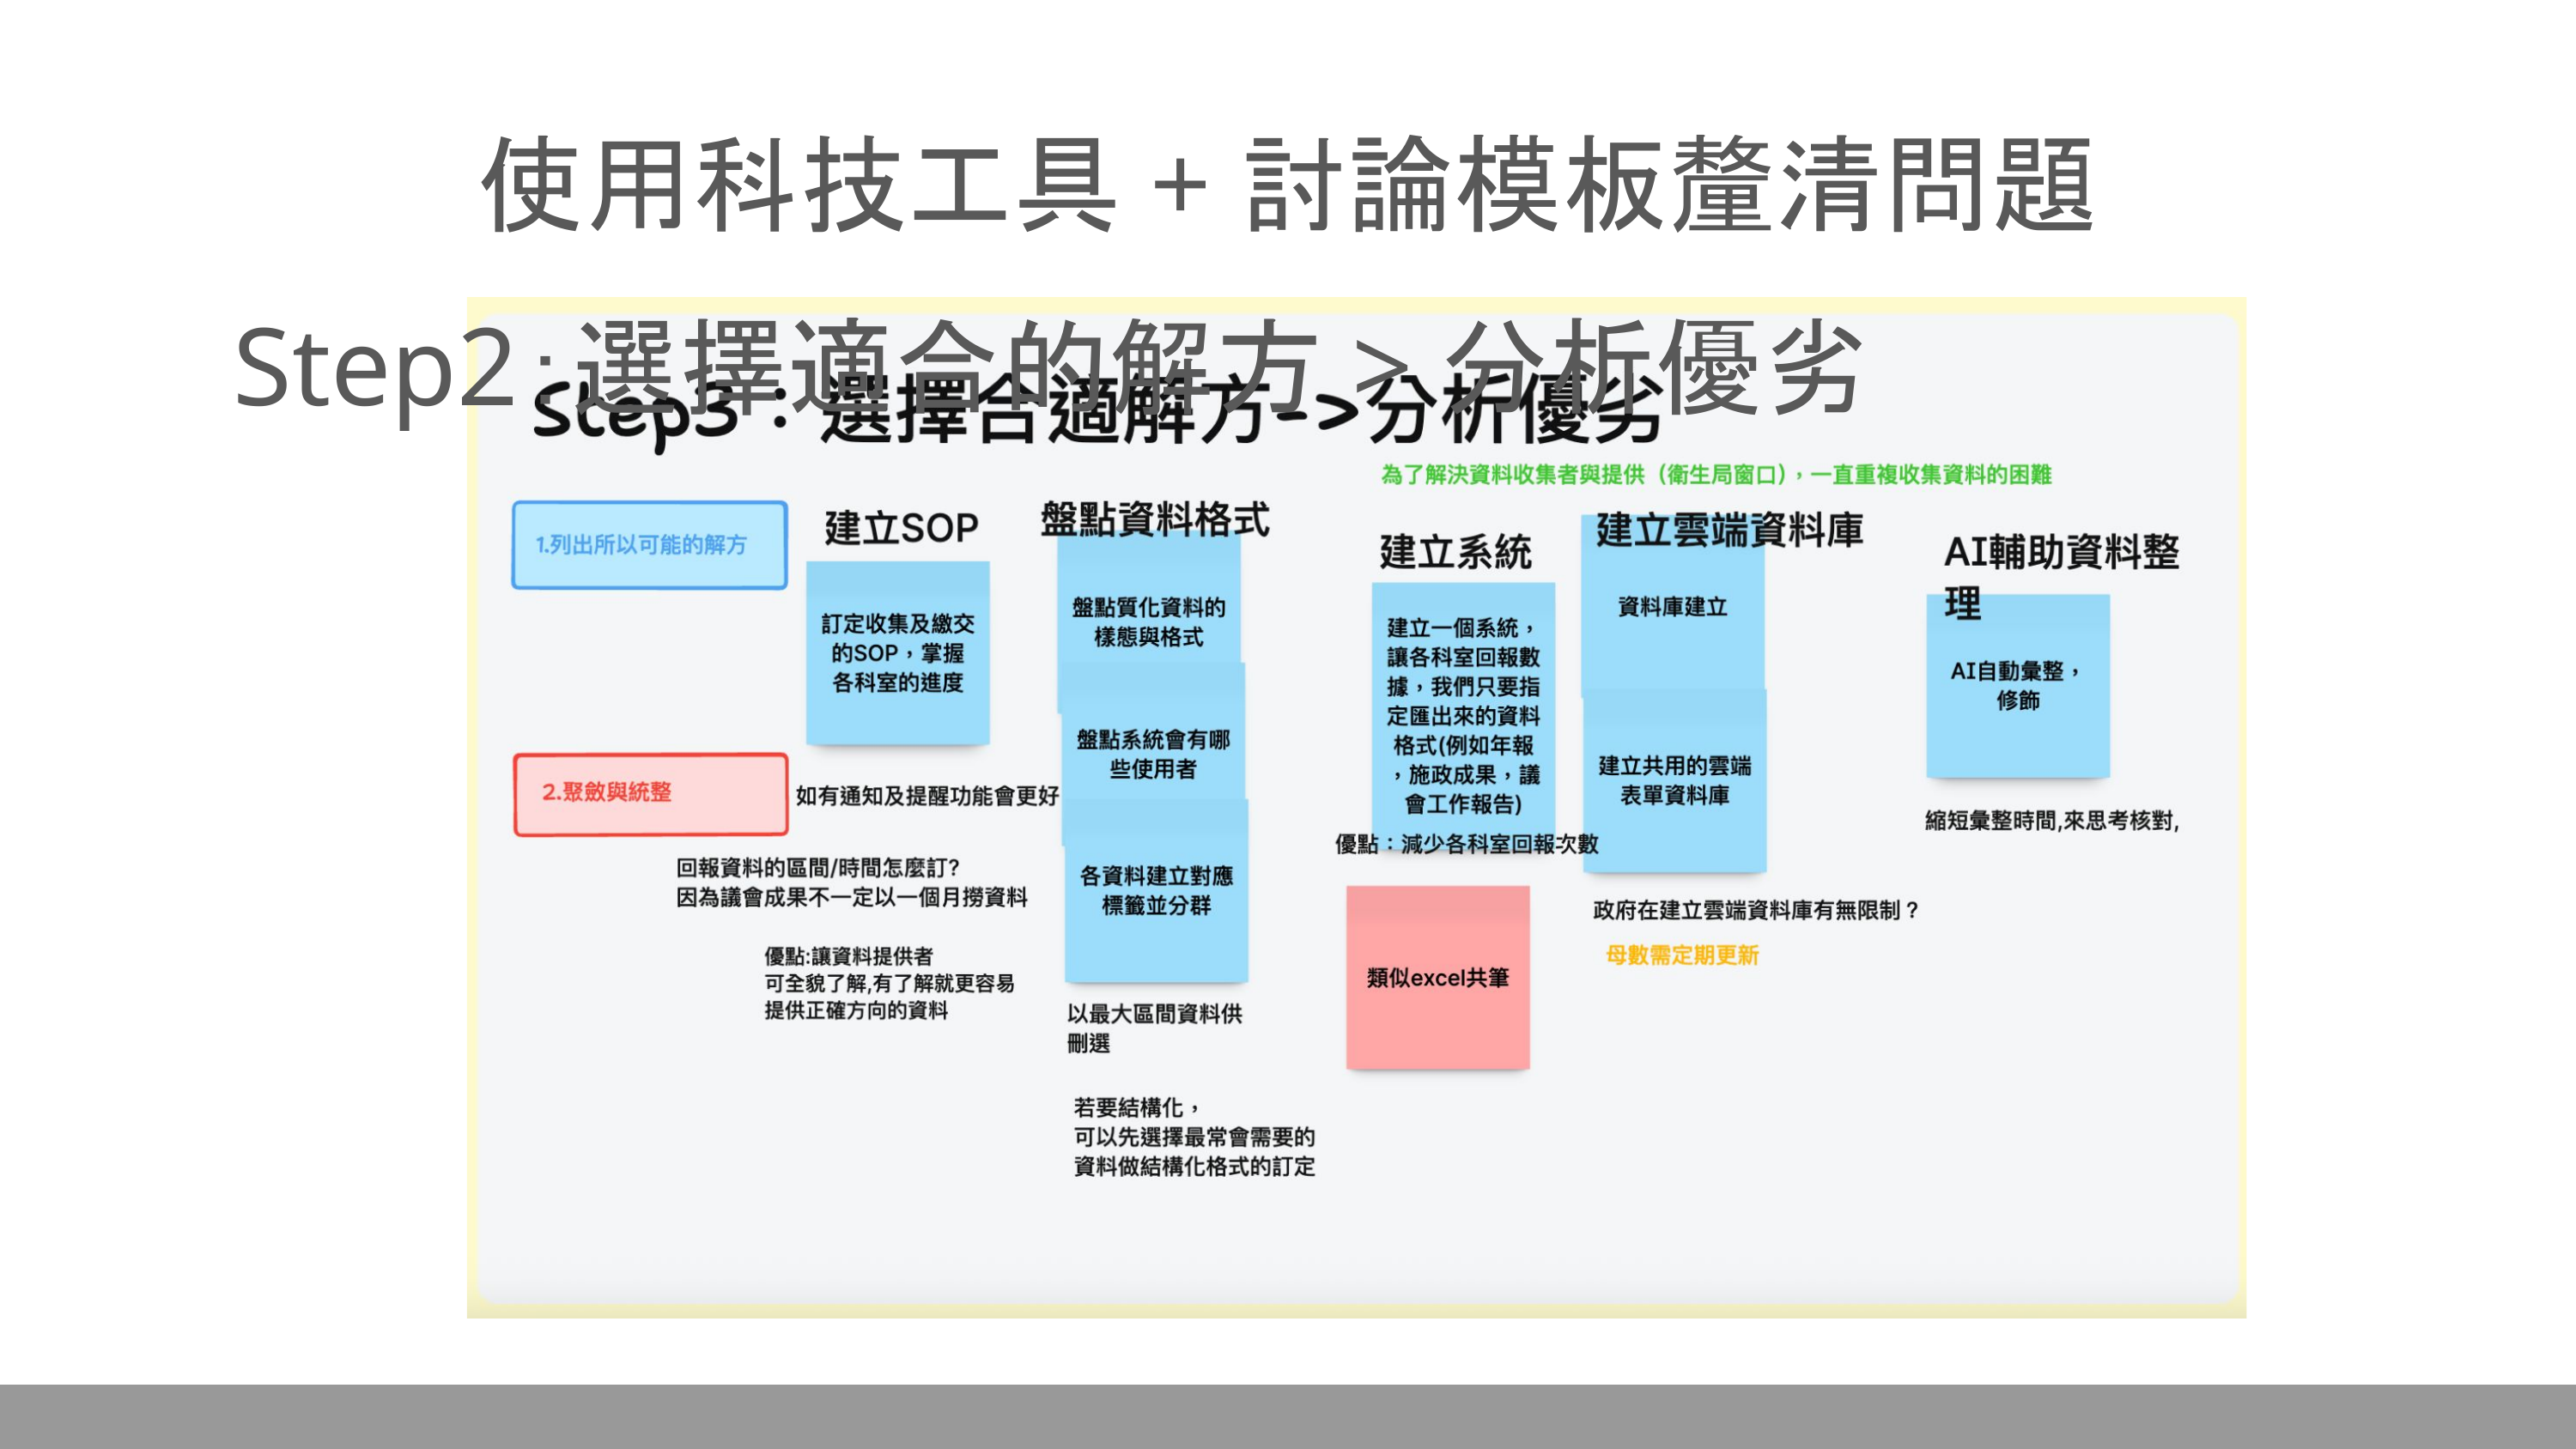 使用科技工具 + 討論模板釐清問題
Step2:選擇適合的解方 > 分析優劣
Step3：選擇合適解方->分析優劣
為了解決資料收集者與提供（衛生局窗口），一直重複收集資料的困難
1.列出所以可能的解方
建立SOP
訂定收集及繳交
的SOP，掌握
各科室的進度
2.聚斂與統整
如有通知及提醒功能會更好
回報資料的區間/時間怎麼訂?
因為議會成果不一定以一個月撈資料
優點:讓資料提供者
可全貌了解,有了解就更容易
提供正確方向的資料
盤點資料格式
盤點質化資料的
樣態與格式
盤點系統會有哪
些使用者
各資料建立對應
標籤並分群
以最大區間資料供
刪選
若要結構化，
可以先選擇最常會需要的
資料做結構化格式的訂定
建立系統
建立一個系統，
讓各科室回報數
據，我們只要指
定匯出來的資料
格式(例如年報
，施政成果，議
會工作報告)
優點：減少各科室回報次數
類似excel共筆
建立雲端資料庫
資料庫建立
建立共用的雲端
表單資料庫
政府在建立雲端資料庫有無限制？
母數需定期更新
AI輔助資料整
理
AI自動彙整，
修飾
縮短彙整時間,來思考核對,